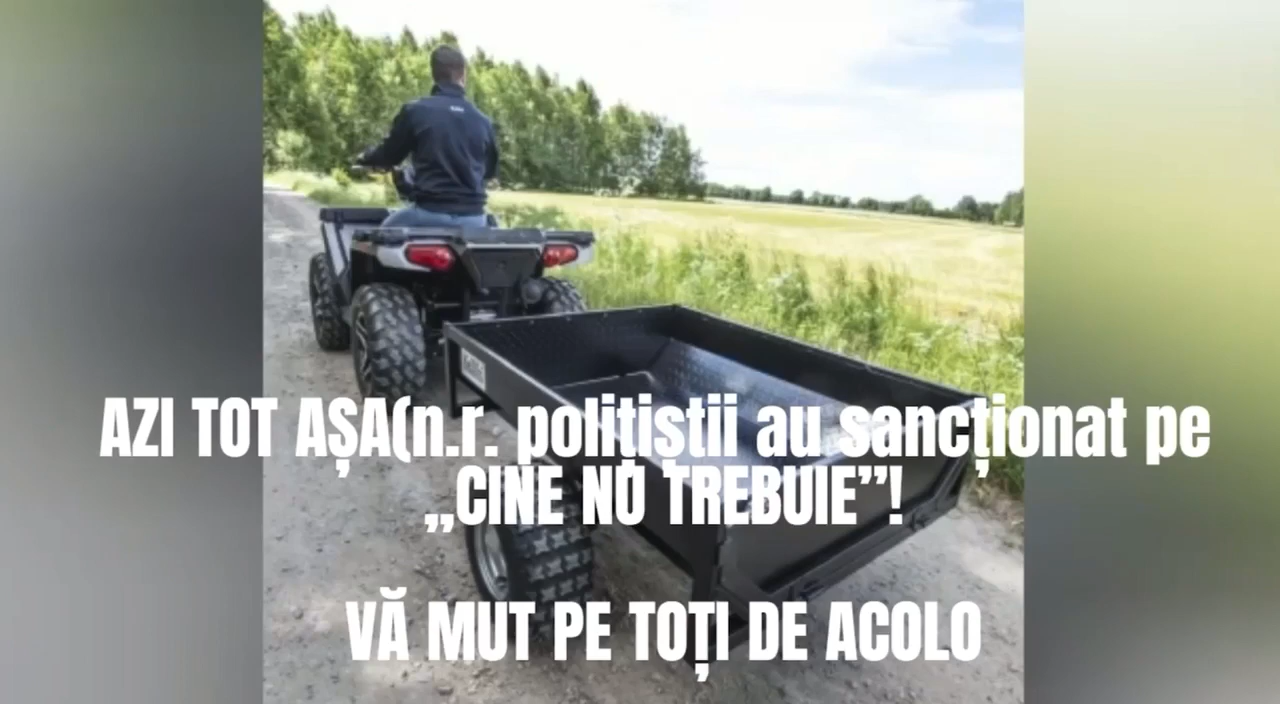 AZI TOT AȘA(n.r. polițiștii au sancționat pe
„CINE NU TREBUIE”!
VĂ MUT PE TOȚI DE ACOLO